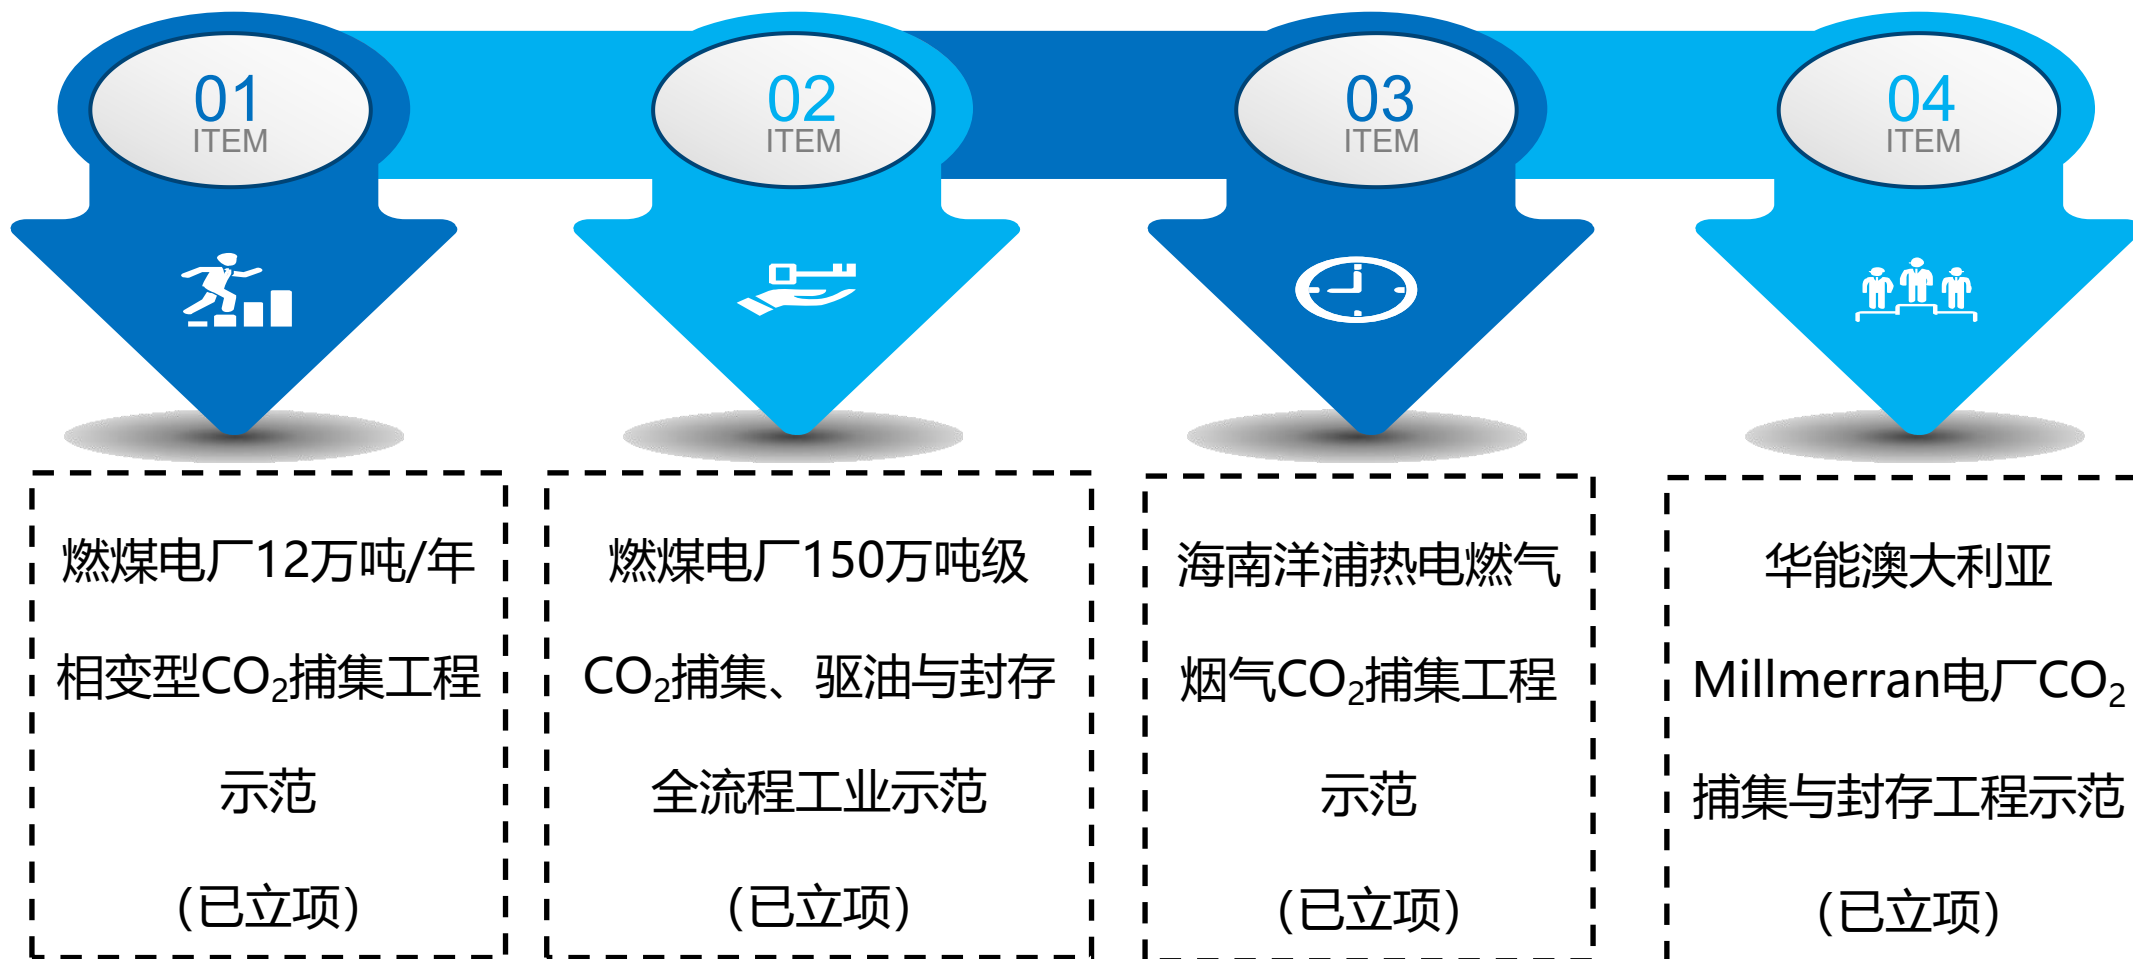 01
ITEM
02
ITEM
03
ITEM
04
ITEM
燃煤电厂12万吨/年
相变型CO₂捕集工程
示范
（已立项）
燃煤电厂150万吨级
CO₂捕集、驱油与封存
全流程工业示范
（已立项）
海南洋浦热电燃气
烟气CO₂捕集工程
示范
（已立项）
华能澳大利亚
Millmerran电厂CO₂
捕集与封存工程示范
（已立项）